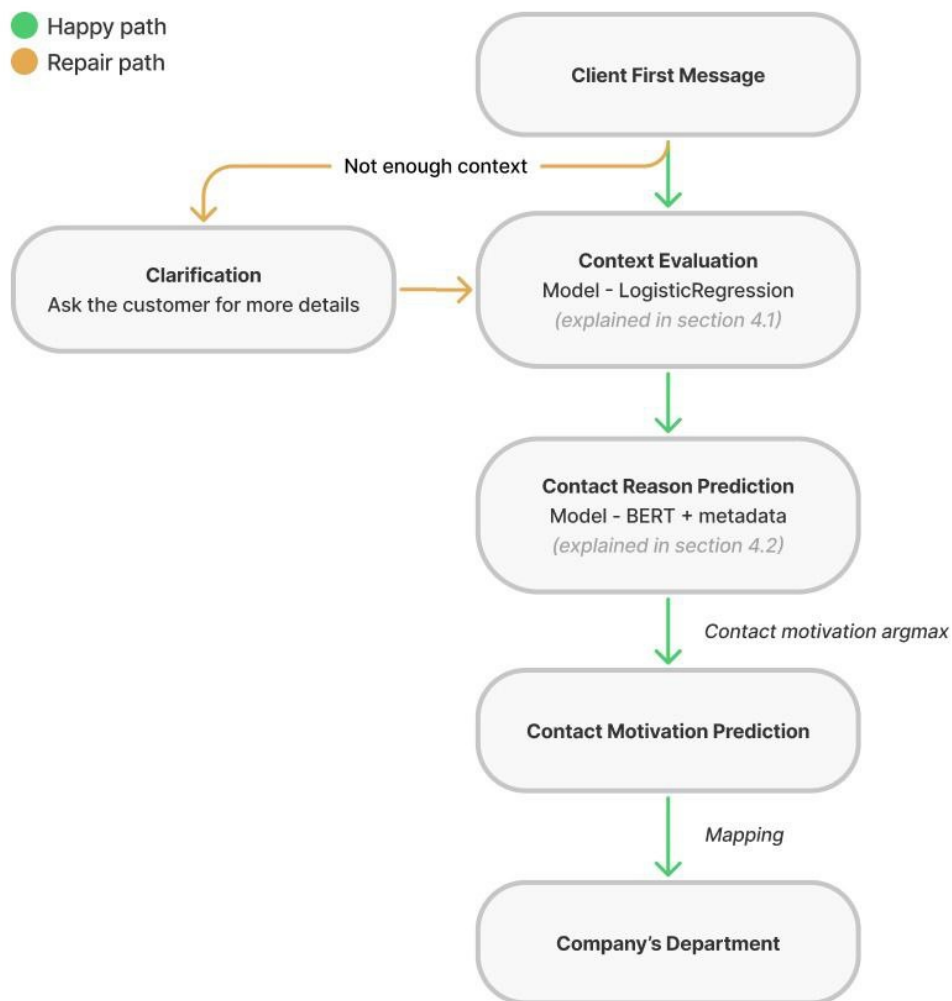 Happy path
Repair path
Client First Message
Not enough context
Clarification
Ask the customer for more details
Context Evaluation
Model - LogisticRegression
(explained in section 4.1)
Contact Reason Prediction
Model - BERT + metadata
(explained in section 4.2)
Contact motivation argmax
Contact Motivation Prediction
Mapping
Company’s Department